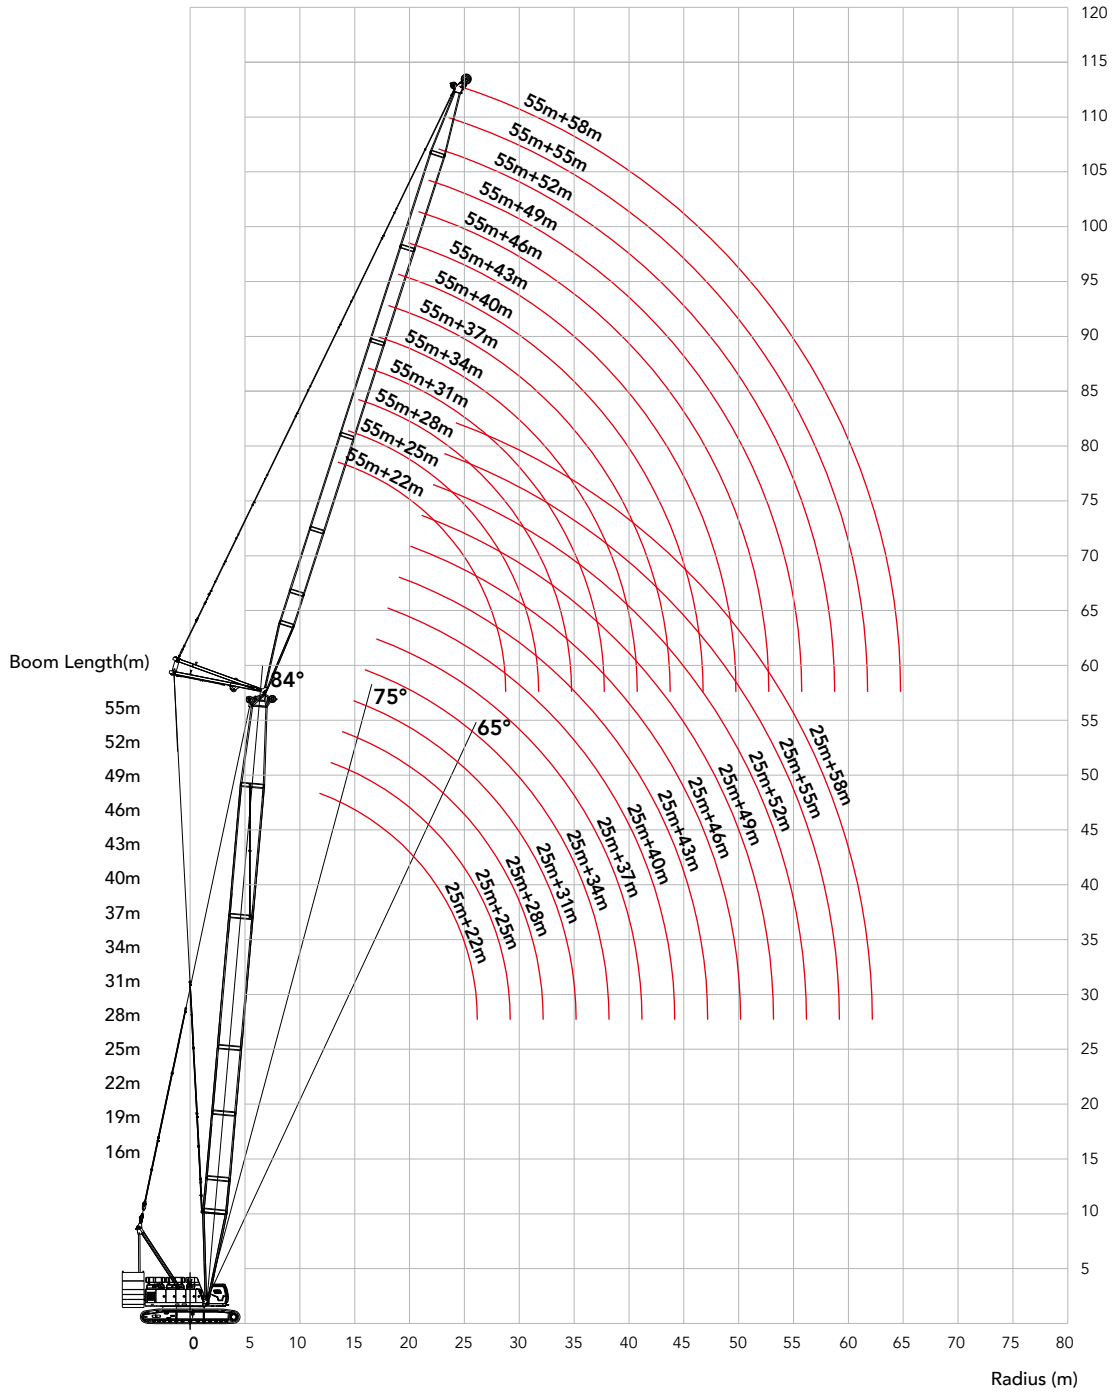 120
115
110
105
100
95
90
85
80
75
70
65
60
55
50
45
40
35
30
25
20
15
10
5
55m+58m
55m+55m
55m+52m
55m+49m
55m+46m
55m+43m
55m+40m
55m+37m
55m+34m
55m+31m
55m+28m
55m+25m
55m+22m
Boom Length(m)
84°
75°
65°
55m
52m
49m
46m
43m
40m
37m
34m
31m
28m
25m
22m
19m
16m
25m+58m
25m+55m
25m+52m
25m+49m
25m+46m
25m+43m
25m+40m
25m+37m
25m+34m
25m+31m
25m+28m
25m+25m
25m+22m
0 5 10 15 20 25 30 35 40 45 50 55 60 65 70 75 80
Radius (m)